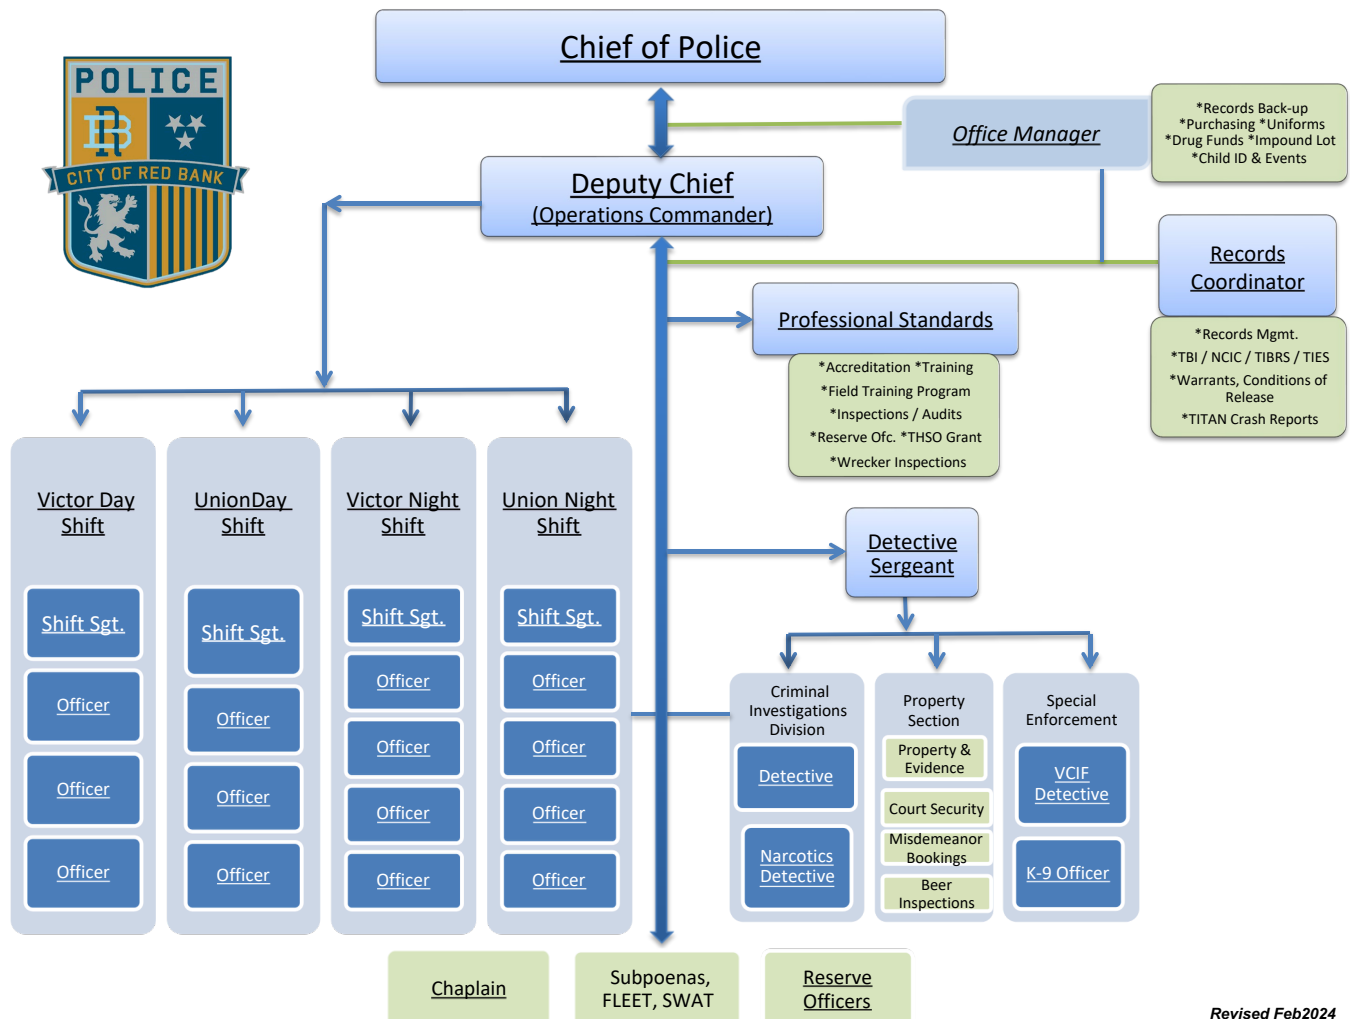 Chief of Police
POLICE
RB
CITY OF RED BANK
Office Manager
*Records Back-up
*Purchasing *Uniforms
*Drug Funds *Impound Lot
*Child ID & Events
Deputy Chief
(Operations Commander)
Records
Coordinator
*Records Mgmt.
*TBI / NCIC / TIBRS / TIES
*Warrants, Conditions of
Release
*TITAN Crash Reports
Professional Standards
*Accreditation *Training
*Field Training Program
*Inspections / Audits
*Reserve Ofc. *THSO Grant
*Wrecker Inspections
Victor Day
Shift
Shift Sgt.
Officer
Officer
Officer
UnionDay
Shift
Shift Sgt.
Officer
Officer
Officer
Victor Night
Shift
Shift Sgt.
Officer
Officer
Officer
Officer
Union Night
Shift
Shift Sgt.
Officer
Officer
Officer
Officer
Detective
Sergeant
Criminal
Investigations
Division
Detective
Narcotics
Detective
Property
Section
Property &
Evidence
Court Security
Misdemeanor
Bookings
Beer
Inspections
Special
Enforcement
VCIF
Detective
K-9 Officer
Chaplain
Subpoenas,
FLEET, SWAT
Reserve
Officers
Revised Feb2024